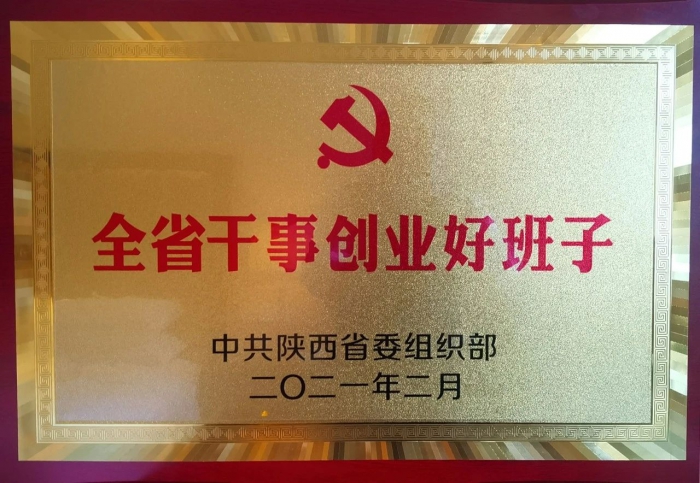 全省干事创业好班子
中共陕西省委组织部
二〇二一年二月